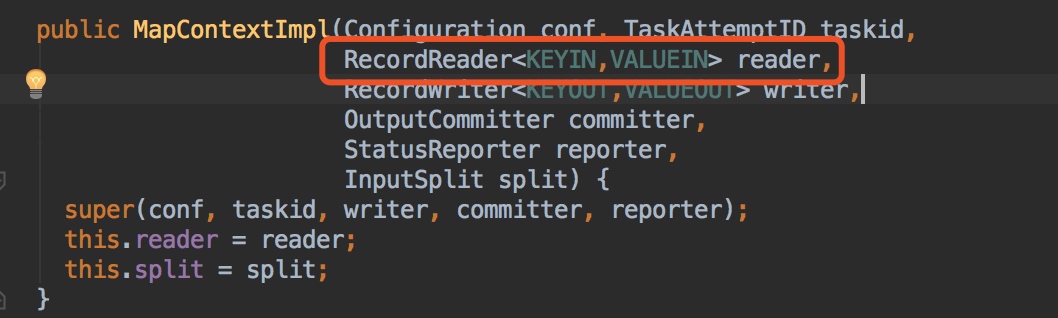 public MapContextImpl(Configuration conf, TaskAttemptID taskid,
RecordReader<KEYIN,VALUEIN> reader,
RecordWriter<KEYOUT,VALUEOUT> writer,
OutputCommitter committer,
StatusReporter reporter,
InputSplit split) {
super(conf, taskid, writer, committer, reporter);
this.reader = reader;
this.split = split;
}